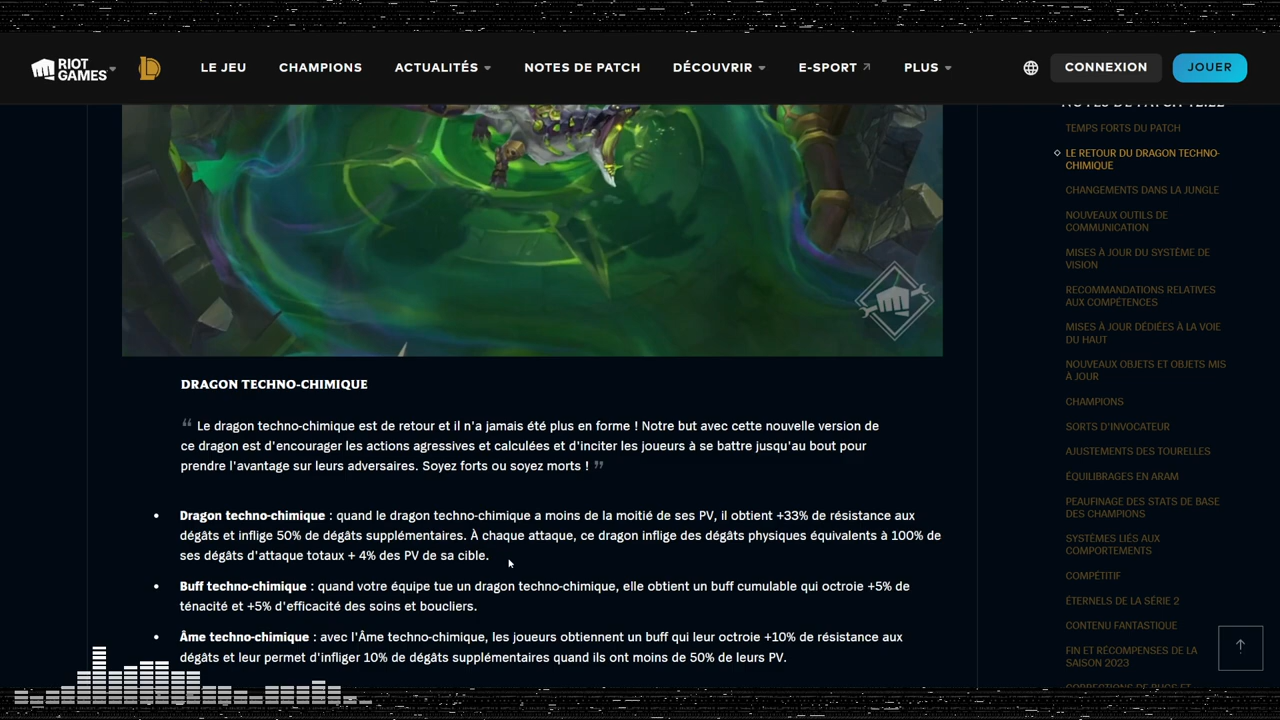 RIOT
GAMES
LE JEU
CHAMPIONS
ACTUALITÉS
NOTES DE PATCH
DÉCOUVRIR
E-SPORT
PLUS
CONNEXION
JOUER
DRAGON TECHNO-CHIMIQUE
“ Le dragon techno-chimique est de retour et il n'a jamais été plus en forme ! Notre but avec cette nouvelle version de
ce dragon est d'encourager les actions agressives et calculées et d'inciter les joueurs à se battre jusqu'au bout pour
prendre l'avantage sur leurs adversaires. Soyez forts ou soyez morts ! ”
• Dragon techno-chimique : quand le dragon techno-chimique a moins de la moitié de ses PV, il obtient +33% de résistance aux
dégâts et inflige 50% de dégâts supplémentaires. À chaque attaque, ce dragon inflige des dégâts physiques équivalents à 100% de
ses dégâts d'attaque totaux + 4% des PV de sa cible.
• Buff techno-chimique : quand votre équipe tue un dragon techno-chimique, elle obtient un buff cumulable qui octroie +5% de
ténacité et +5% d'efficacité des soins et boucliers.
• Âme techno-chimique : avec l'Âme techno-chimique, les joueurs obtiennent un buff qui leur octroie +10% de résistance aux
dégâts et leur permet d'infliger 10% de dégâts supplémentaires quand ils ont moins de 50% de leurs PV.
NOTES DE PATCH
TEMPS FORTS DU PATCH
LE RETOUR DU DRAGON TECHNO-
CHIMIQUE
CHANGEMENTS DANS LA JUNGLE
NOUVEAUX OUTILS DE
COMMUNICATION
MISES À JOUR DU SYSTÈME DE
VISION
RECOMMANDATIONS RELATIVES
AUX COMPÉTENCES
MISES À JOUR DÉDIÉES À LA VOIE
DU HAUT
NOUVEAUX OBJETS ET OBJETS MIS
À JOUR
CHAMPIONS
SORTS D'INVOCATEUR
AJUSTEMENTS DES TOURELLES
ÉQUILIBRAGES EN ARAM
PEAUFINAGE DES STATS DE BASE
DES CHAMPIONS
SYSTÈMES LIÉS AUX
COMPORTEMENTS
COMPÉTITIF
ÉTERNELS DE LA SÉRIE 2
CONTENU FANTASTIQUE
FIN ET RÉCOMPENSES DE LA
SAISON 2023